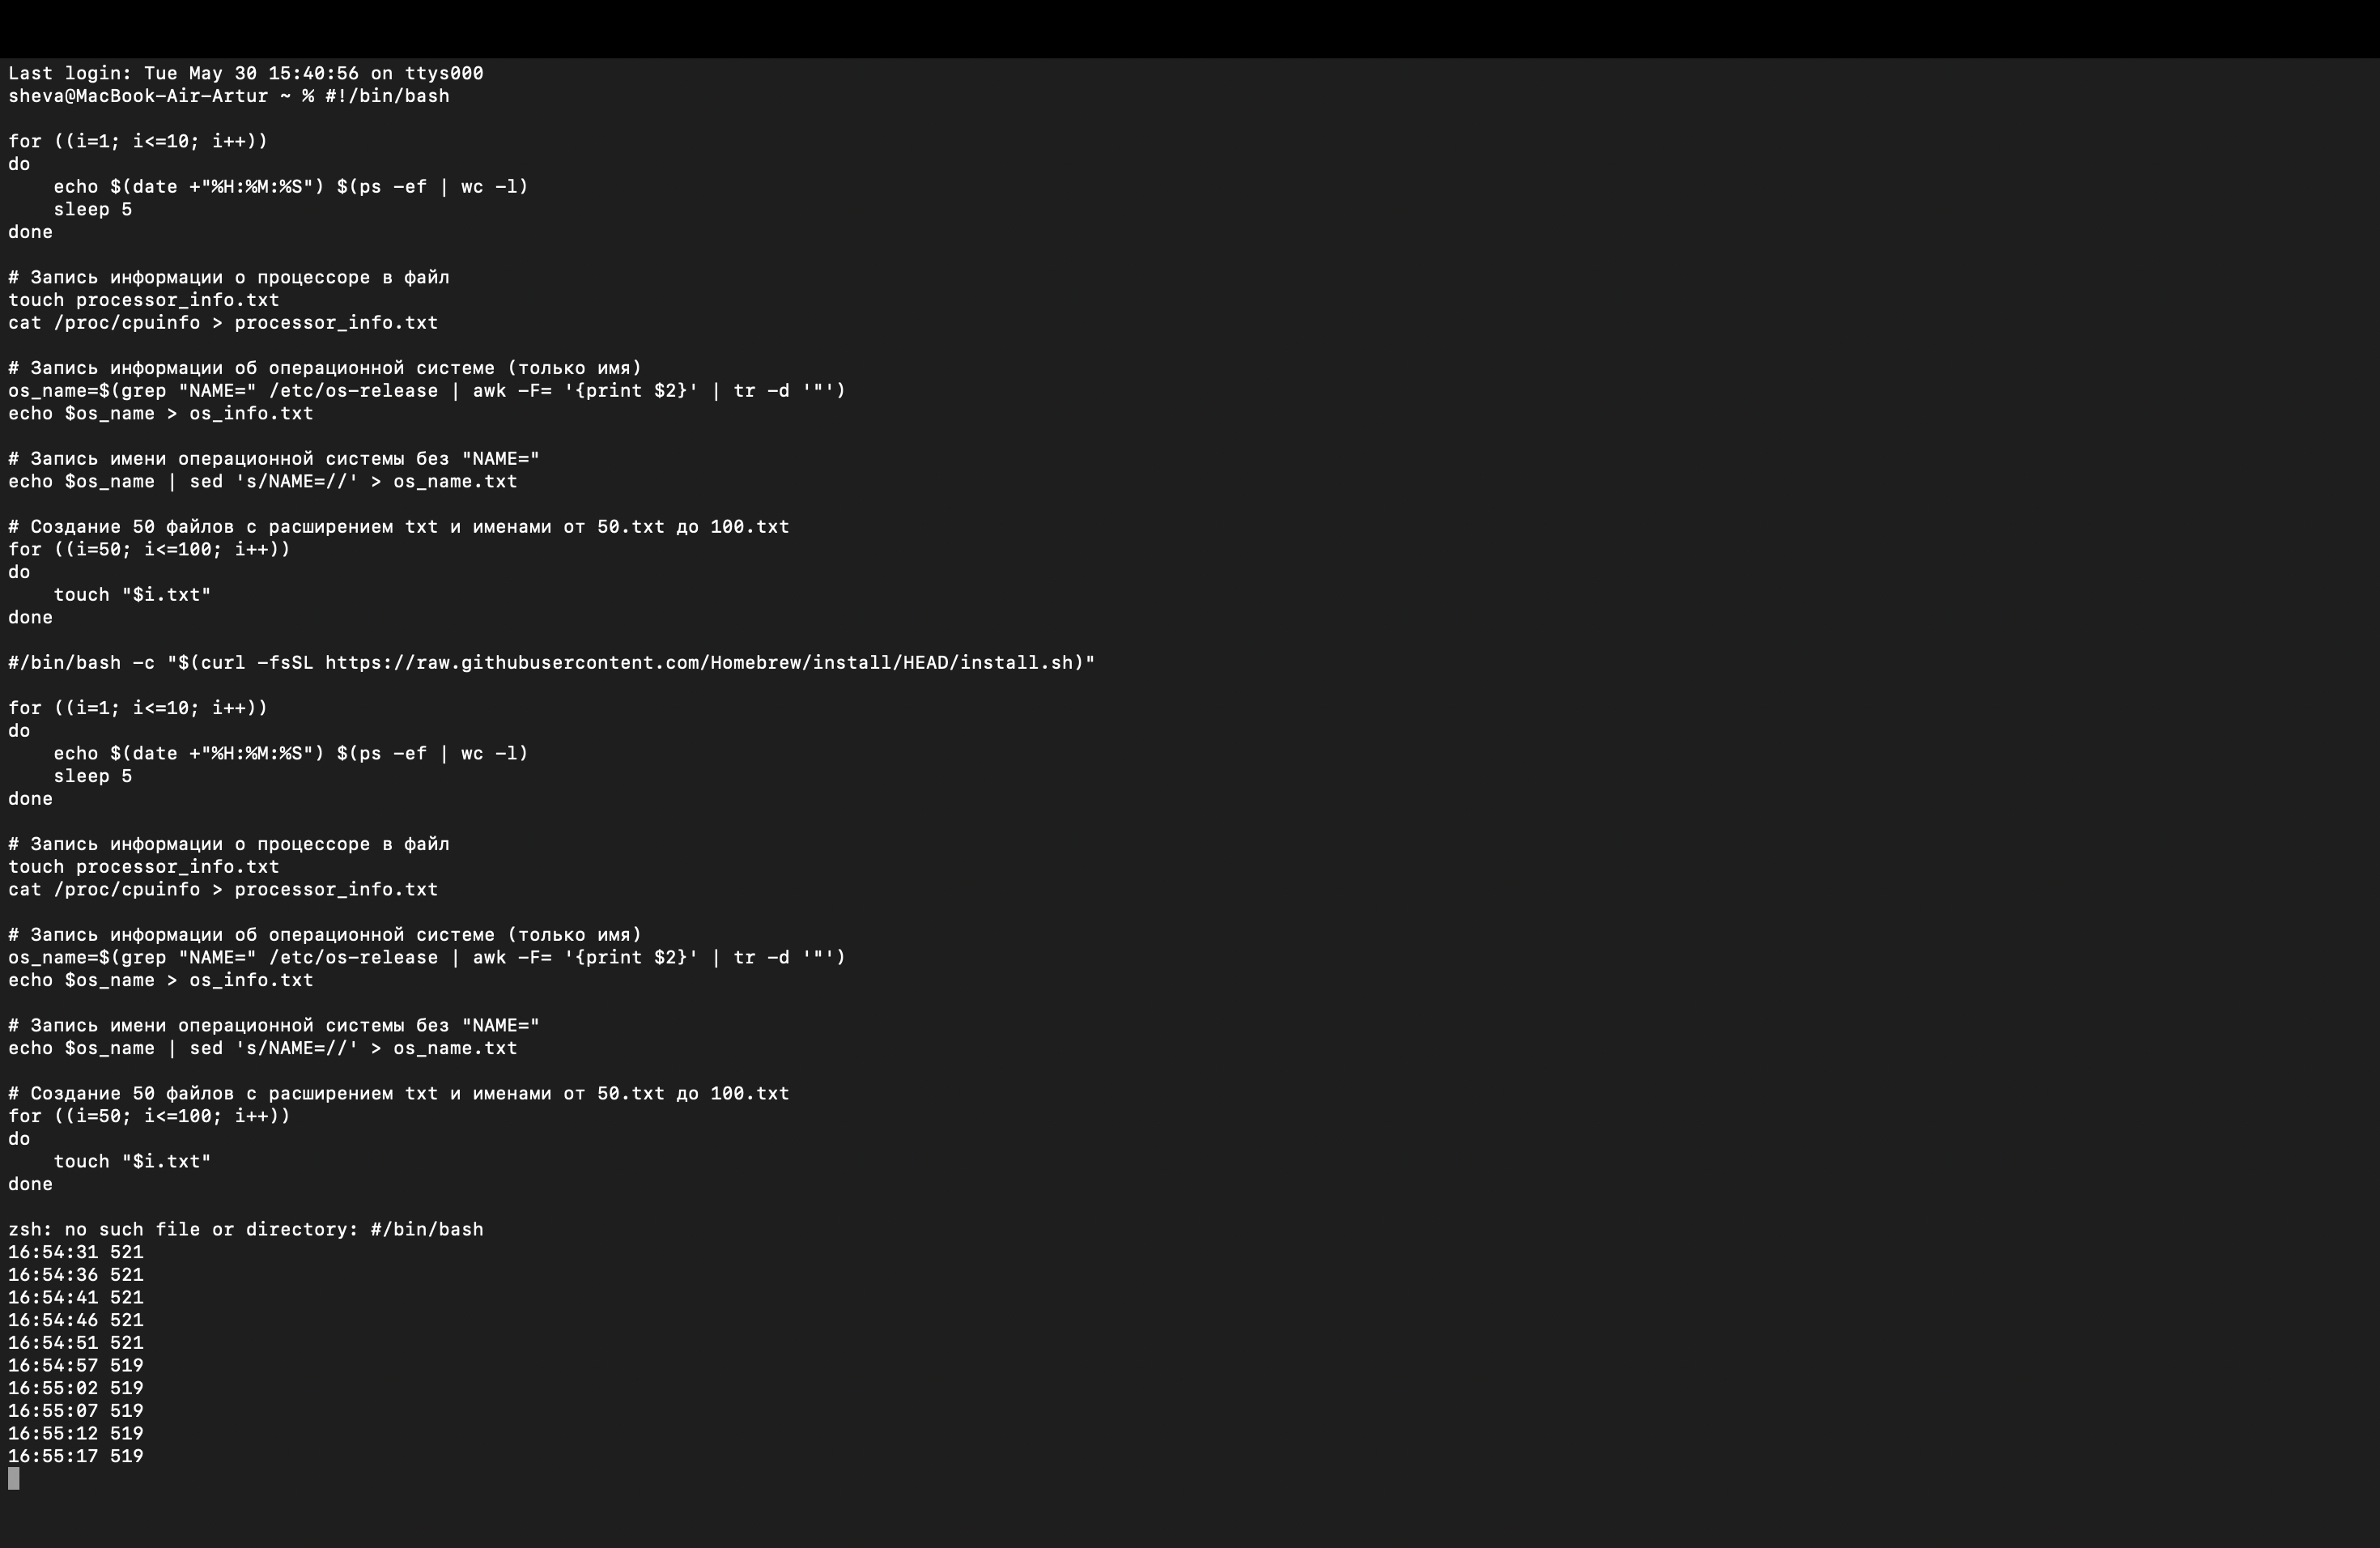 Last login: Tue May 30 15:40:56 on ttys000
sheva@MacBook-Air-Artur ~ % #!/bin/bash
for ((i=1; i<=10; i++))
do
    echo $(date +"%H:%M:%S") $(ps -ef | wc -l)
    sleep 5
done
# Запись информации о процессоре в файл
touch processor_info.txt
cat /proc/cpuinfo > processor_info.txt
# Запись информации об операционной системе (только имя)
os_name=$(grep "NAME=" /etc/os-release | awk -F= '{print $2}' | tr -d '"')
echo $os_name > os_info.txt
# Запись имени операционной системы без "NAME="
echo $os_name | sed 's/NAME=//' > os_name.txt
# Создание 50 файлов с расширением txt и именами от 50.txt до 100.txt
for ((i=50; i<=100; i++))
do
    touch "$i.txt"
done
#/bin/bash -c "$(curl -fsSL https://raw.githubusercontent.com/Homebrew/install/HEAD/install.sh)"
for ((i=1; i<=10; i++))
do
    echo $(date +"%H:%M:%S") $(ps -ef | wc -l)
    sleep 5
done
# Запись информации о процессоре в файл
touch processor_info.txt
cat /proc/cpuinfo > processor_info.txt
# Запись информации об операционной системе (только имя)
os_name=$(grep "NAME=" /etc/os-release | awk -F= '{print $2}' | tr -d '"')
echo $os_name > os_info.txt
# Запись имени операционной системы без "NAME="
echo $os_name | sed 's/NAME=//' > os_name.txt
# Создание 50 файлов с расширением txt и именами от 50.txt до 100.txt
for ((i=50; i<=100; i++))
do
    touch "$i.txt"
done
zsh: no such file or directory: #/bin/bash
16:54:31 521
16:54:36 521
16:54:41 521
16:54:46 521
16:54:51 521
16:54:57 519
16:55:02 519
16:55:07 519
16:55:12 519
16:55:17 519